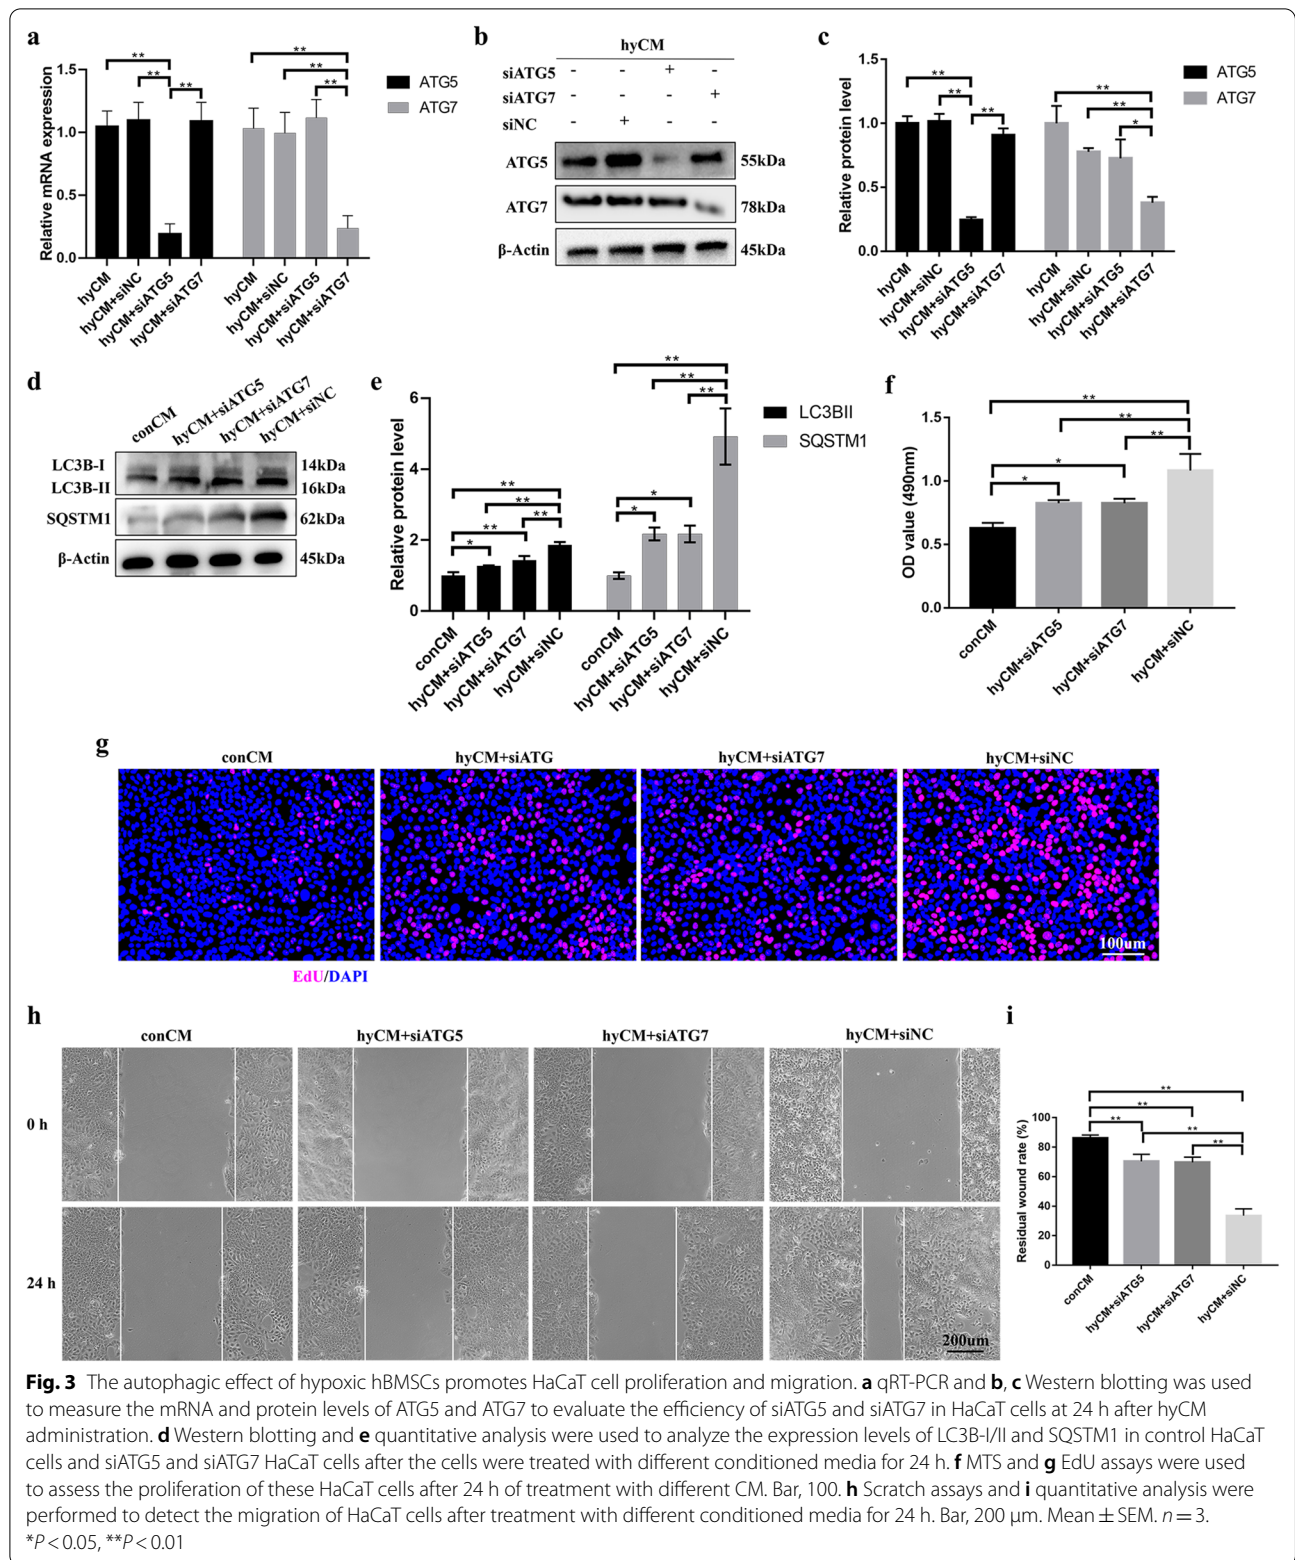 a
** ** ** ** ** **
Relative mRNA expression
1.5
1.0
0.5
0.0
ATG5
ATG7
hyCM hyCM+siNC hyCM+siATG5 hyCM+siATG7 hyCM hyCM+siNC hyCM+siATG5 hyCM+siATG7
b
hyCM
siATG5 - - + -
siATG7 - - - +
siNC - + - -
ATG5 55kDa
ATG7 78kDa
β-Actin 45kDa
c
** ** ** ** ** *
Relative protein level
1.5
1.0
0.5
0.0
ATG5
ATG7
hyCM hyCM+siNC hyCM+siATG5 hyCM+siATG7 hyCM hyCM+siNC hyCM+siATG5 hyCM+siATG7
d
conCM hyCM+siATG5 hyCM+siATG7 hyCM+siNC
LC3B-I 14kDa
LC3B-II 16kDa
SQSTM1 62kDa
β-Actin 45kDa
e
** ** ** ** * ** ** ** * *
Relative protein level
6
4
2
0
LC3BII
SQSTM1
conCM hyCM+siATG5 hyCM+siATG7 hyCM+siNC conCM hyCM+siATG5 hyCM+siATG7 hyCM+siNC
f
** ** ** * *
OD value (490nm)
1.5
1.0
0.5
0.0
conCM hyCM+siATG5 hyCM+siATG7 hyCM+siNC
g
conCM hyCM+siATG hyCM+siATG7 hyCM+siNC
100um
EdU/DAPI
h
conCM hyCM+siATG5 hyCM+siATG7 hyCM+siNC
0 h
24 h
200um
i
** ** ** ** **
Residual wound rate (%)
100
80
60
40
20
0
conCM hyCM+siATG5 hyCM+siATG7 hyCM+siNC
Fig. 3 The autophagic effect of hypoxic hBMSCs promotes HaCaT cell proliferation and migration. a qRT-PCR and b, c Western blotting was used
to measure the mRNA and protein levels of ATG5 and ATG7 to evaluate the efficiency of siATG5 and siATG7 in HaCaT cells at 24 h after hyCM
administration. d Western blotting and e quantitative analysis were used to analyze the expression levels of LC3B-I/II and SQSTM1 in control HaCaT
cells and siATG5 and siATG7 HaCaT cells after the cells were treated with different conditioned media for 24 h. f MTS and g EdU assays were used
to assess the proliferation of these HaCaT cells after 24 h of treatment with different CM. Bar, 100. h Scratch assays and i quantitative analysis were
performed to detect the migration of HaCaT cells after treatment with different conditioned media for 24 h. Bar, 200 μm. Mean ± SEM. n = 3.
*P < 0.05, **P < 0.01